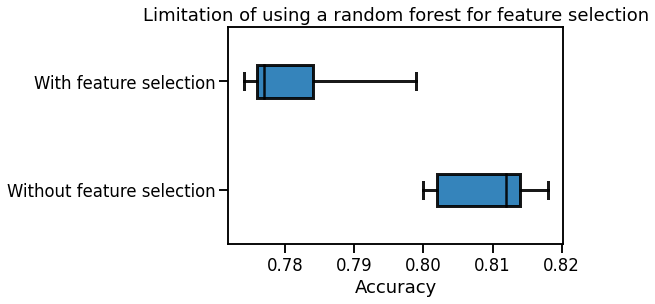 Limitation of using a random forest for feature selection
With feature selection
Without feature selection
0.78 0.79 0.80 0.81 0.82
Accuracy